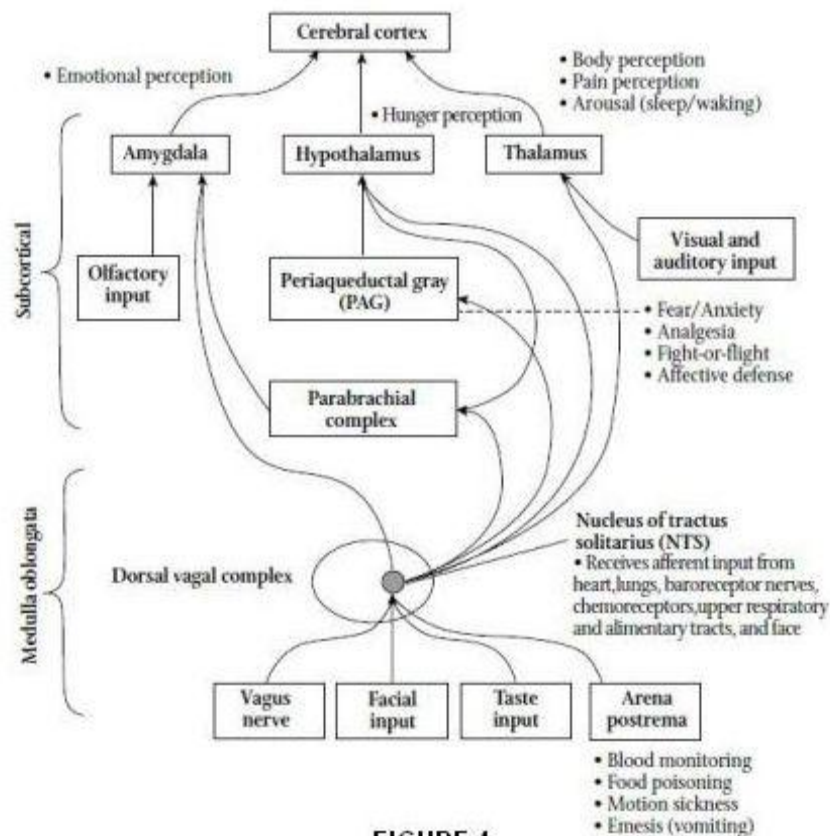 Cerebral cortex
• Emotional perception
• Body perception
• Pain perception
• Arousal (sleep/waking)
• Hunger perception
Amygdala
Hypothalamus
Thalamus
Subcortical
Olfactory
input
Periaqueductal gray
(PAG)
Visual and
auditory input
• Fear/Anxiety
• Analgesia
• Fight-or-flight
• Affective defense
Parabrachial
complex
Medulla oblongata
Dorsal vagal complex
Nucleus of tractus
solitarius (NTS)
• Receives afferent input from
heart,lungs, baroreceptor nerves,
chemoreceptors,upper respiratory
and alimentary tracts, and face
Vagus
nerve
Facial
input
Taste
input
Arena
postrema
• Blood monitoring
• Food poisoning
• Motion sickness
• Emesis (vomiting)